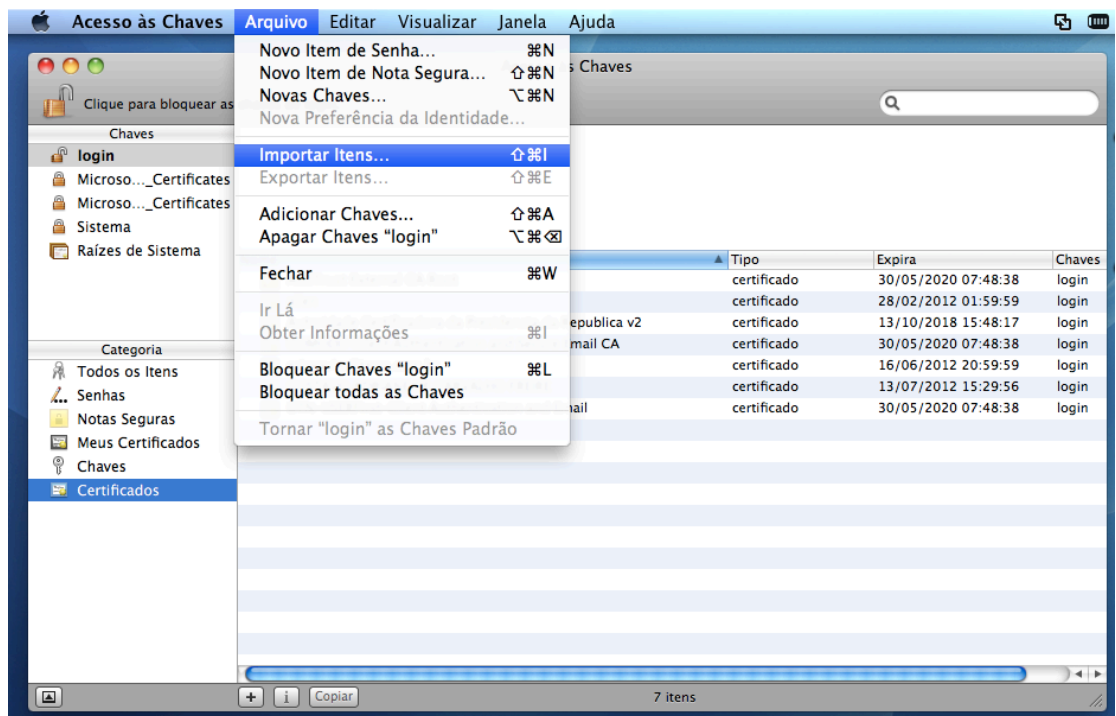 Acesso às Chaves Arquivo Editar Visualizar Janela Ajuda
s Chaves
Clique para bloquear as
Novo Item de Senha... ⌘N
Novo Item de Nota Segura... ⇧⌘N
Novas Chaves... ⌥⌘N
Nova Preferência da Identidade...
Importar Itens... ⇧⌘I
Exportar Itens... ⇧⌘E
Adicionar Chaves... ⇧⌘A
Apagar Chaves “login” ⌥⌘⌫
Fechar ⌘W
Ir Lá
Obter Informações ⌘I
Bloquear Chaves “login” ⌘L
Bloquear todas as Chaves
Tornar “login” as Chaves Padrão
Chaves
login
Microso..._Certificates
Microso..._Certificates
Sistema
Raízes de Sistema
Categoria
Todos os Itens
Senhas
Notas Seguras
Meus Certificados
Chaves
Certificados
Tipo Expira Chaves
certificado 30/05/2020 07:48:38 login
certificado 28/02/2012 01:59:59 login
epublica v2 certificado 13/10/2018 15:48:17 login
mail CA certificado 30/05/2020 07:48:38 login
certificado 16/06/2012 20:59:59 login
certificado 13/07/2012 15:29:56 login
ail certificado 30/05/2020 07:48:38 login
+ i Copiar 7 itens